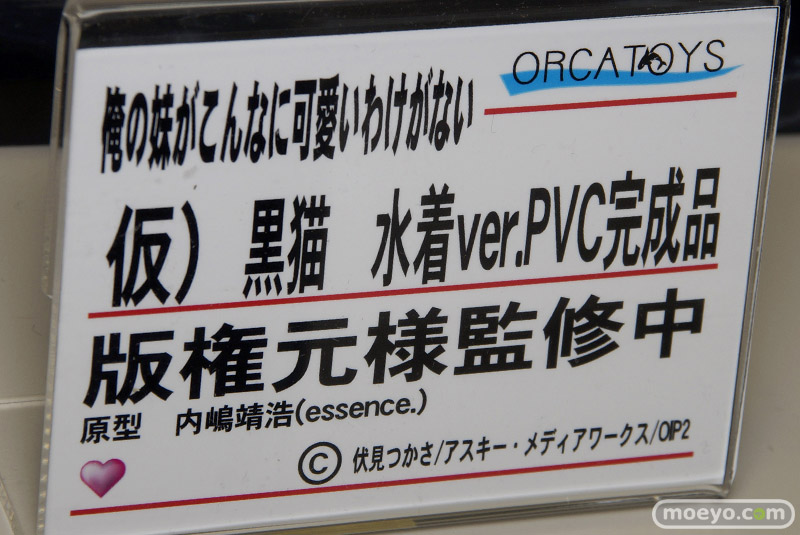 ORCATOYS
俺の妹がこんなに可愛いわけがない
仮） 黒猫 水着ver.PVC完成品
版権元様監修中
原型 内嶋靖浩(essence.)
Ⓒ 伏見つかさ/アスキー・メディアワークス/OIP2
moeyo.com